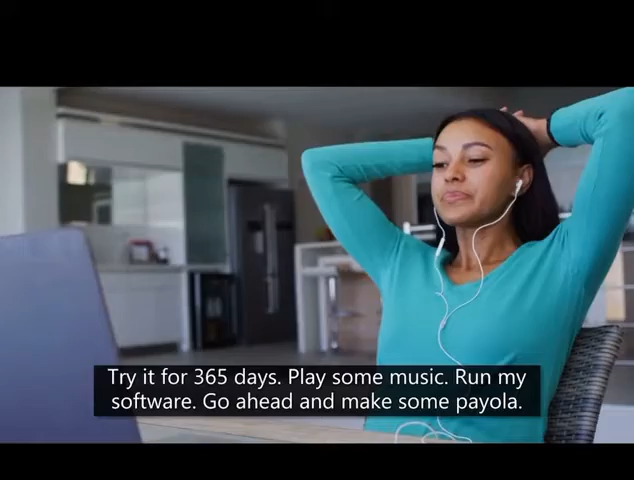 Try it for 365 days. Play some music. Run my
software. Go ahead and make some payola.